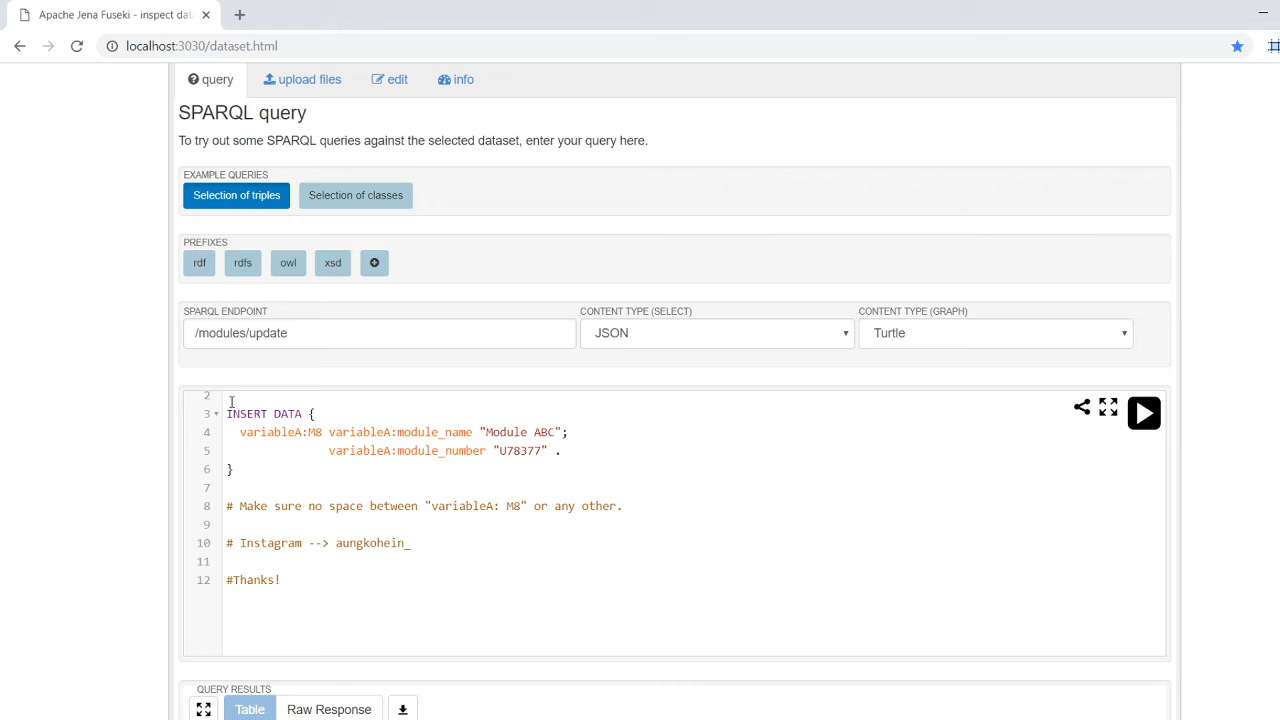 Apache Jena Fuseki - inspect dat
localhost:3030/dataset.html
query upload files edit info
SPARQL query
To try out some SPARQL queries against the selected dataset, enter your query here.
EXAMPLE QUERIES
Selection of triples Selection of classes
PREFIXES
rdf rdfs owl xsd
SPARQL ENDPOINT CONTENT TYPE (SELECT) CONTENT TYPE (GRAPH)
/modules/update JSON Turtle
2
3 INSERT DATA {
4 variableA:M8 variableA:module_name "Module ABC";
5 variableA:module_number "U78377" .
6 }
7
8 # Make sure no space between "variableA: M8" or any other.
9
10 # Instagram --> aungkohein_
11
12 #Thanks!
QUERY RESULTS
Table Raw Response